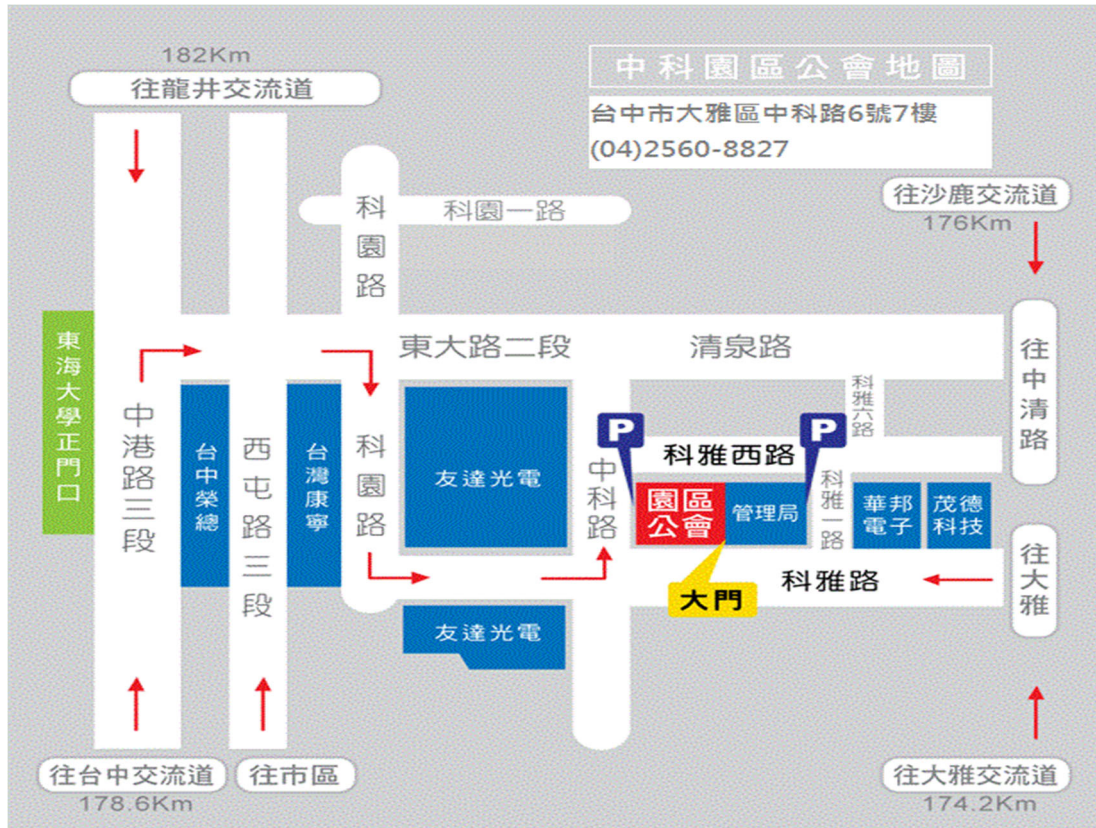 182Km
往龍井交流道
中科園區公會地圖
台中市大雅區中科路6號7樓
(04)2560-8827
往沙鹿交流道
176Km
科園路
科園一路
東海大學正門口
中港路三段
台中榮總
西屯路三段
台灣康寧
科園路
東大路二段
清泉路
往中清路
友達光電
中科路
P
P
科雅六路
科雅西路
園區
公會
管理局
科雅一路
華邦
電子
茂德
科技
大門
科雅路
往大雅
友達光電
往台中交流道
178.6Km
往市區
往大雅交流道
174.2Km